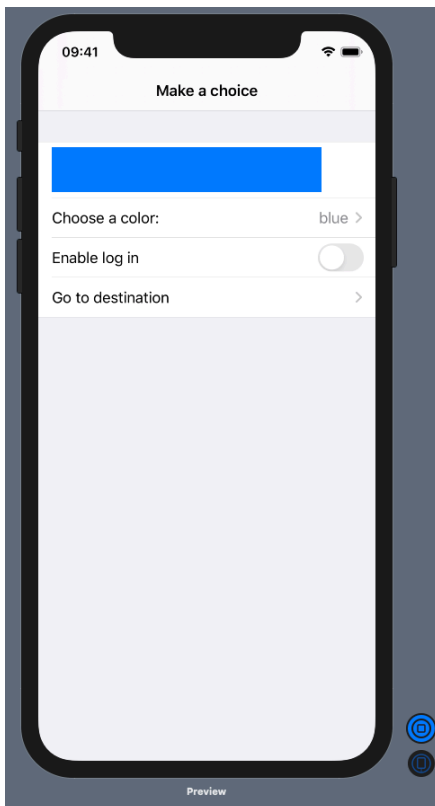 09:41
Make a choice
Choose a color:
blue
Enable log in
Go to destination
Preview